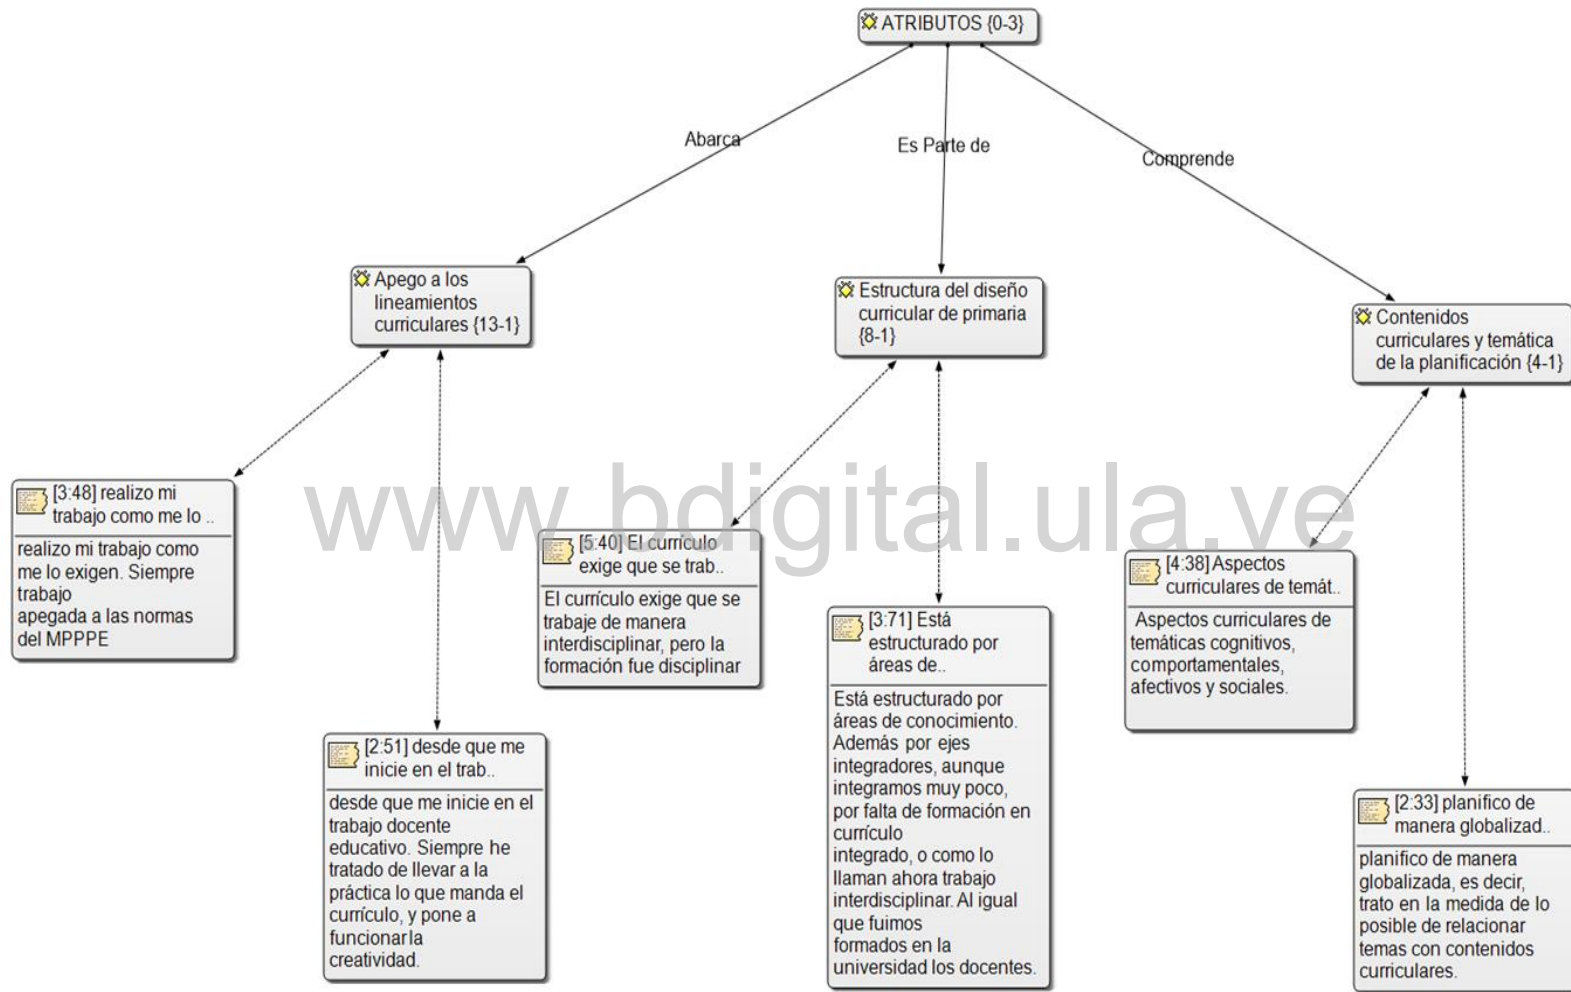 ATRIBUTOS {0-3}
Abarca
Es Parte de
Comprende
Apego a los
lineamientos
curriculares {13-1}
Estructura del diseño
curricular de primaria
{8-1}
Contenidos
curriculares y temática
de la planificación {4-1}
[3:48] realizo mi
trabajo como me lo ..
realizo mi trabajo como
me lo exigen. Siempre
trabajo
apegada a las normas
del MPPPE
[2:51] desde que me
inicie en el trab..
desde que me inicie en el
trabajo docente
educativo. Siempre he
tratado de llevar a la
práctica lo que manda el
currículo, y pone a
funcionarla
creatividad.
[5:40] El currículo
exige que se trab..
El currículo exige que se
trabaje de manera
interdisciplinar, pero la
formación fue disciplinar
[3:71] Está
estructurado por
áreas de..
Está estructurado por
áreas de conocimiento.
Además por ejes
integradores, aunque
integramos muy poco,
por falta de formación en
currículo
integrado, o como lo
llaman ahora trabajo
interdisciplinar. Al igual
que fuimos
formados en la
universidad los docentes.
[4:38] Aspectos
curriculares de temát..
Aspectos curriculares de
temáticas cognitivos,
comportamentales,
afectivos y sociales.
[2:33] planifico de
manera globalizad..
planifico de manera
globalizada, es decir,
trato en la medida de lo
posible de relacionar
temas con contenidos
curriculares.
www.bdigital.ula.ve